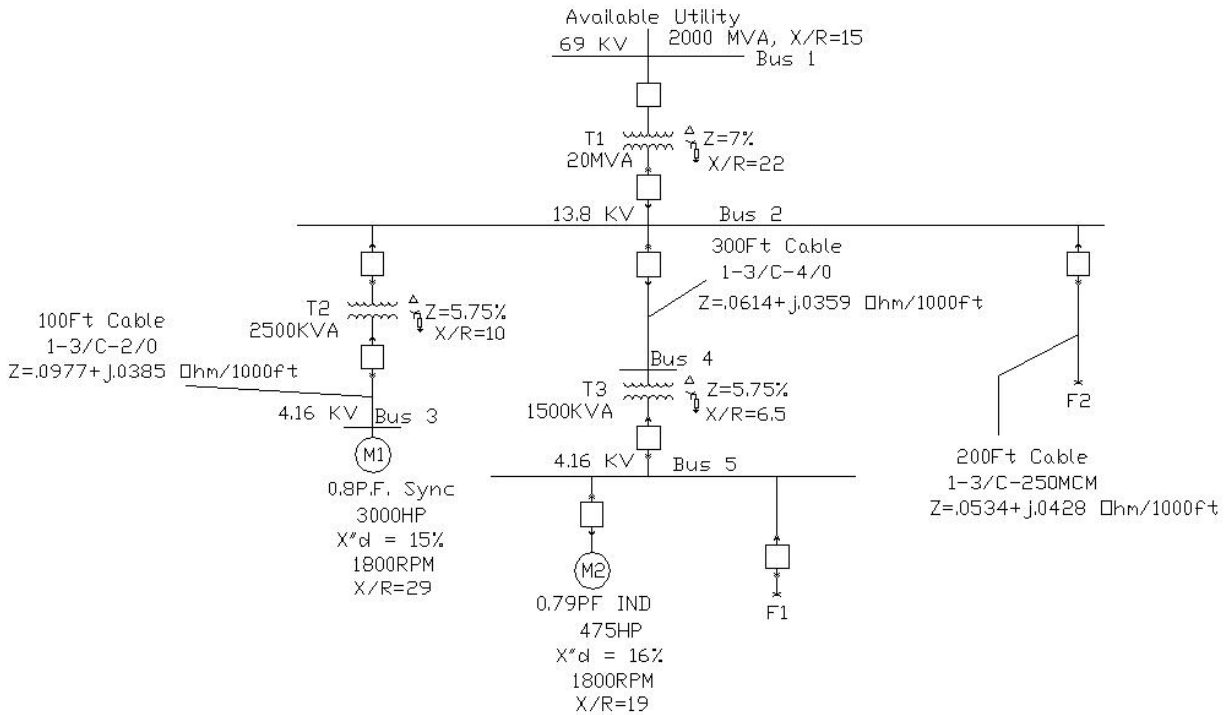 Available Utility
69 KV
2000 MVA, X/R=15
Bus 1
T1
20MVA
Z=7%
X/R=22
13.8 KV
Bus 2
300Ft Cable
1-3/C-4/0
Z=.0614+j.0359 Ohm/1000ft
T2
2500KVA
Z=5.75%
X/R=10
100Ft Cable
1-3/C-2/0
Z=.0977+j.0385 Ohm/1000ft
4.16 KV
Bus 3
M1
0.8P.F. Sync
3000HP
X"d = 15%
1800RPM
X/R=29
Bus 4
T3
1500KVA
Z=5.75%
X/R=6.5
4.16 KV
Bus 5
M2
0.79PF IND
475HP
X"d = 16%
1800RPM
X/R=19
F1
F2
200Ft Cable
1-3/C-250MCM
Z=.0534+j.0428 Ohm/1000ft